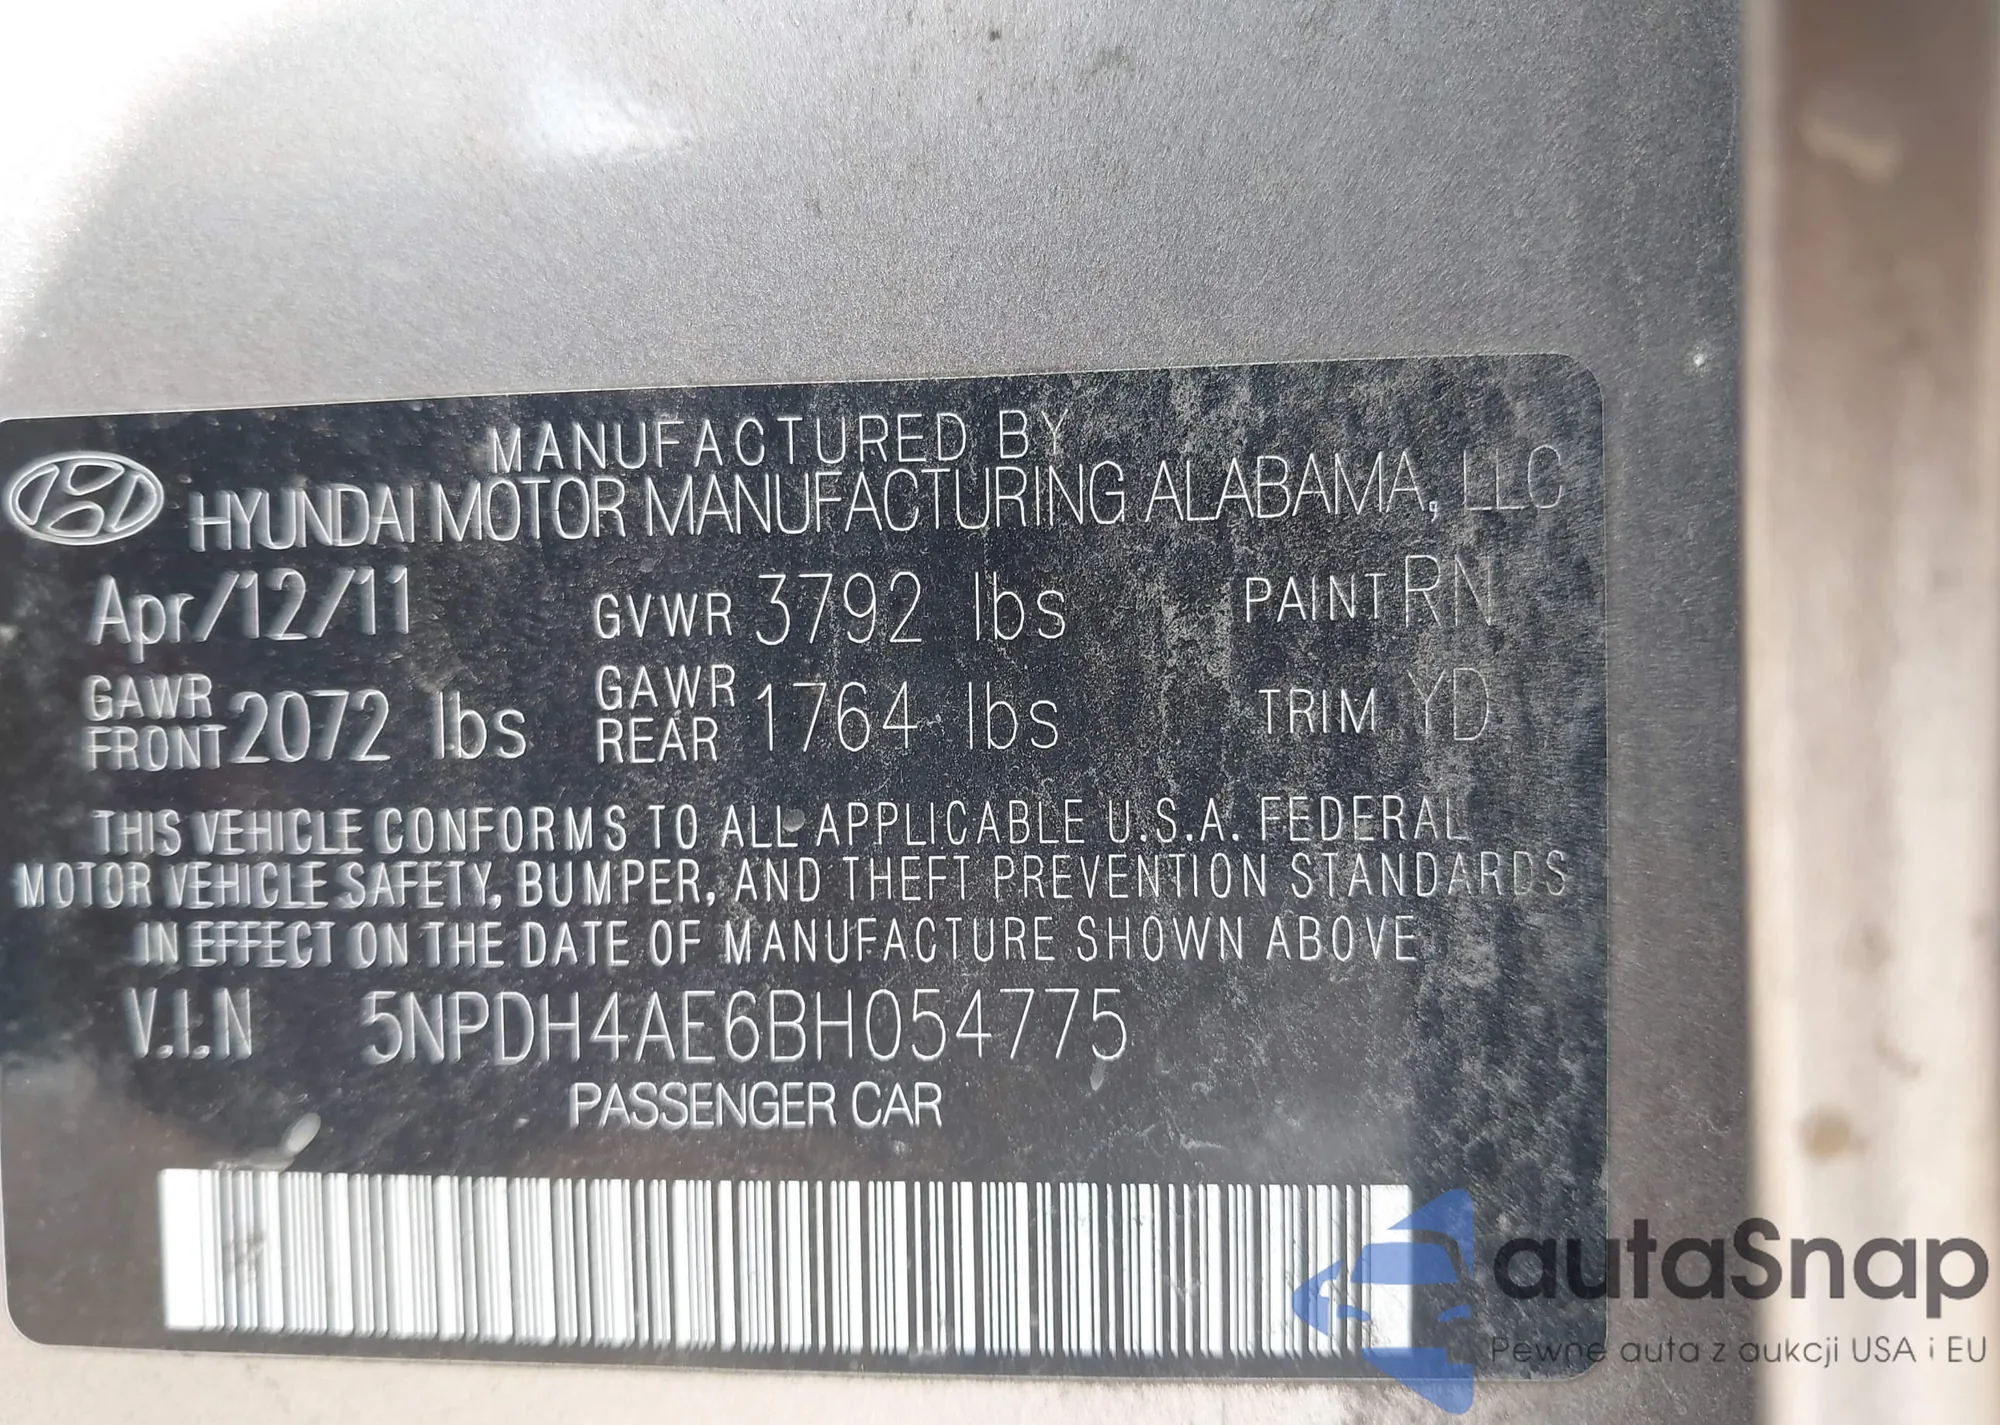 MANUFACTURED BY
HYUNDAI MOTOR MANUFACTURING ALABAMA, LLC
Apr/12/11 GVWR 3792 lbs PAINT RN
GAWR FRONT 2072 lbs GAWR REAR 1764 lbs TRIM YD
THIS VEHICLE CONFORMS TO ALL APPLICABLE U.S.A. FEDERAL
MOTOR VEHICLE SAFETY, BUMPER, AND THEFT PREVENTION STANDARDS
IN EFFECT ON THE DATE OF MANUFACTURE SHOWN ABOVE
V.I.N 5NPDH4AE6BH054775
PASSENGER CAR
autaSnap
Pewne auta z aukcji USA i EU